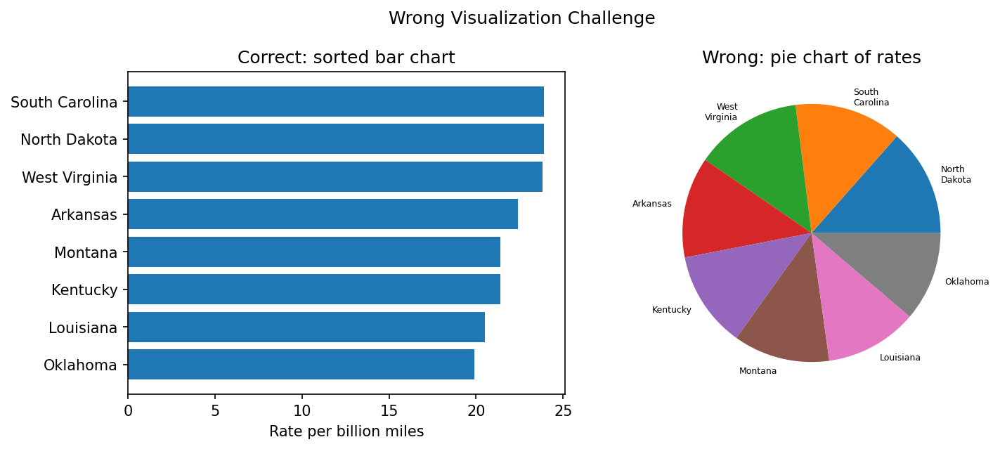 Wrong Visualization Challenge
Correct: sorted bar chart
South Carolina
North Dakota
West Virginia
Arkansas
Montana
Kentucky
Louisiana
Oklahoma
0 5 10 15 20 25
Rate per billion miles
Wrong: pie chart of rates
South
Carolina
West
Virginia
North
Dakota
Arkansas
Oklahoma
Kentucky
Louisiana
Montana